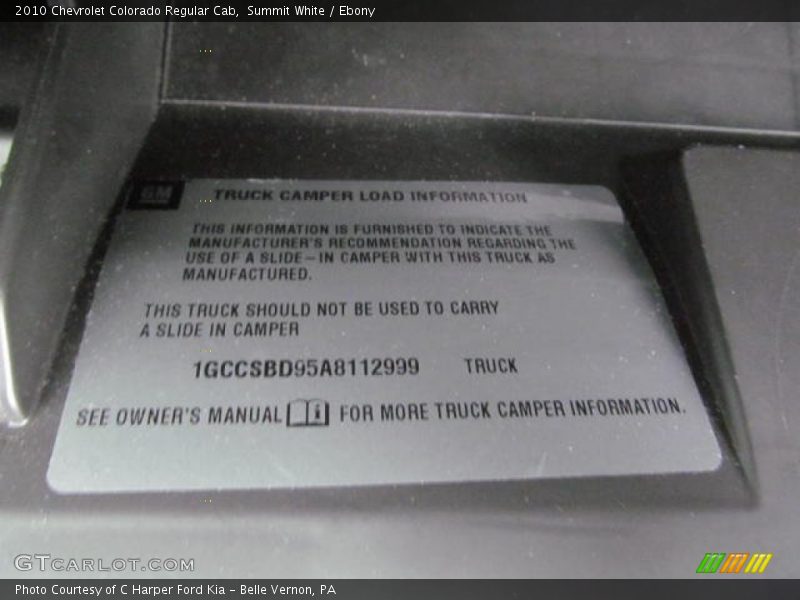 2010 Chevrolet Colorado Regular Cab, Summit White / Ebony
GM TRUCK CAMPER LOAD INFORMATION
THIS INFORMATION IS FURNISHED TO INDICATE THE
MANUFACTURER'S RECOMMENDATION REGARDING THE
USE OF A SLIDE-IN CAMPER WITH THIS TRUCK AS
MANUFACTURED.
THIS TRUCK SHOULD NOT BE USED TO CARRY
A SLIDE IN CAMPER
1GCCSBD95A8112999 TRUCK
SEE OWNER'S MANUAL FOR MORE TRUCK CAMPER INFORMATION.
GTCARLOT.COM
Photo Courtesy of C Harper Ford Kia - Belle Vernon, PA